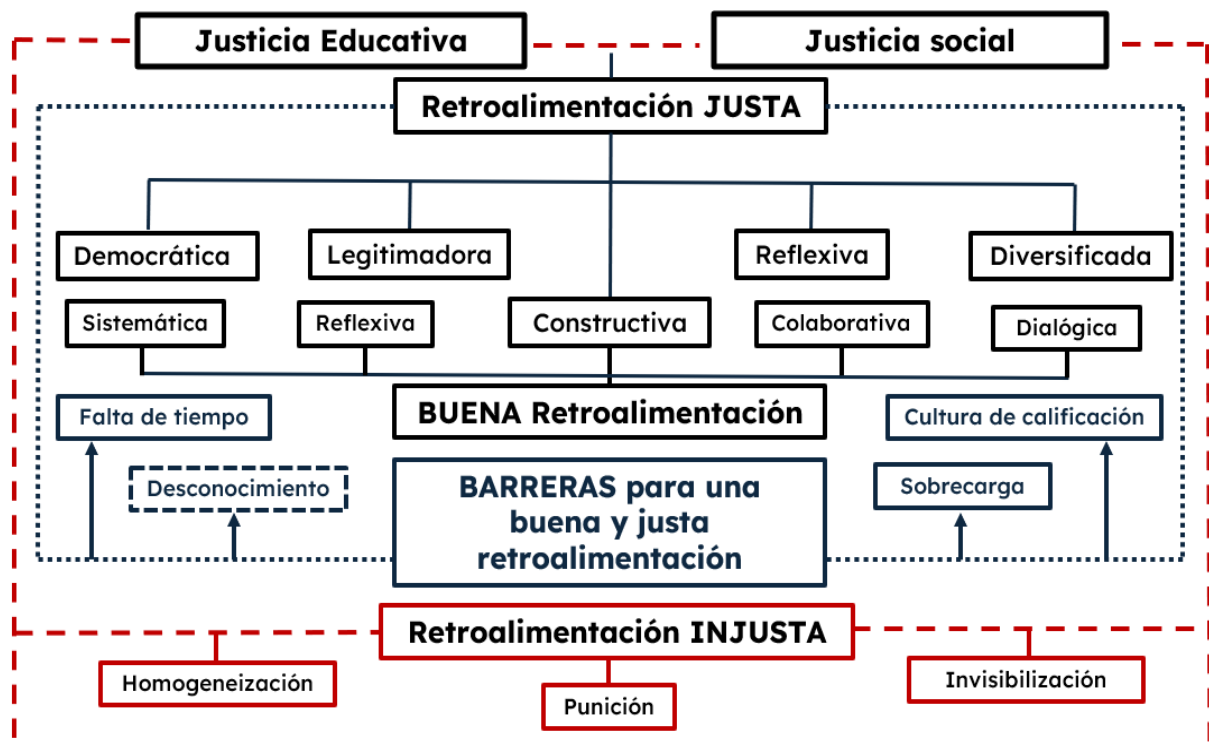 Justicia Educativa
Justicia social
Retroalimentación JUSTA
Democrática
Legitimadora
Reflexiva
Diversificada
Sistemática
Reflexiva
Constructiva
Colaborativa
Dialógica
BUENA Retroalimentación
Falta de tiempo
Cultura de calificación
Desconocimiento
BARRERAS para una
buena y justa
retroalimentación
Sobrecarga
Retroalimentación INJUSTA
Homogeneización
Punición
Invisibilización